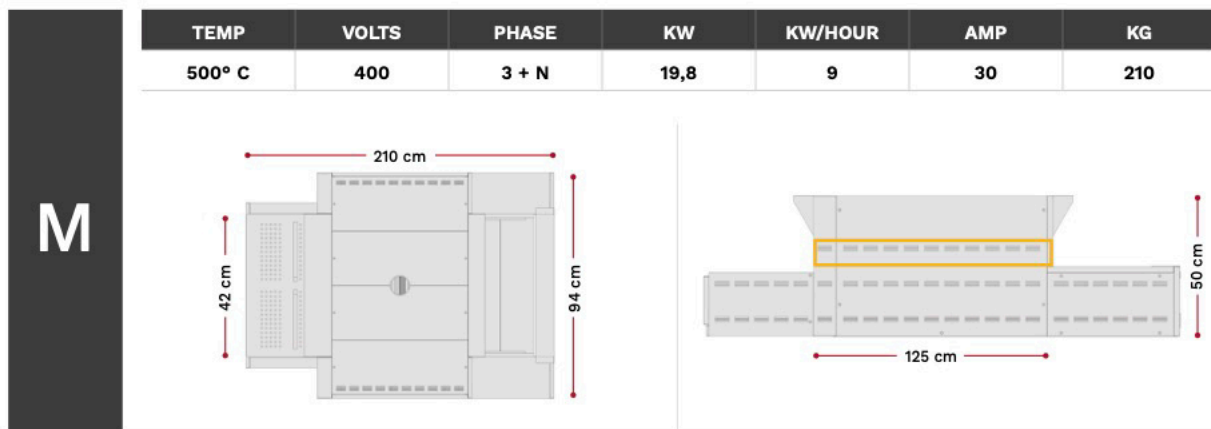 TEMP VOLTS PHASE KW KW/HOUR AMP KG
500° C 400 3 + N 19,8 9 30 210
M
210 cm
42 cm
94 cm
50 cm
125 cm